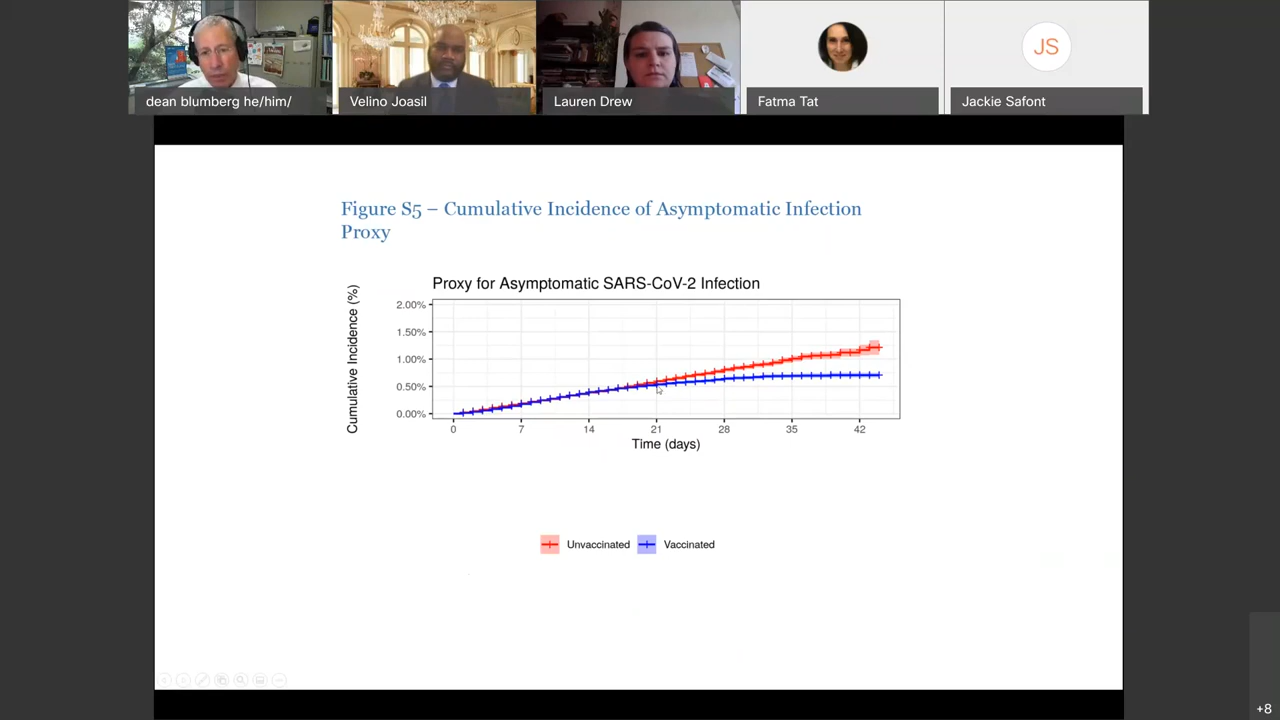 dean blumberg he/him/
Velino Joasil
Lauren Drew
Fatma Tat
JS
Jackie Safont
Figure S5 – Cumulative Incidence of Asymptomatic Infection
Proxy
Proxy for Asymptomatic SARS-CoV-2 Infection
Cumulative Incidence (%)
2.00%
1.50%
1.00%
0.50%
0.00%
0 7 14 21 28 35 42
Time (days)
Unvaccinated Vaccinated
+8